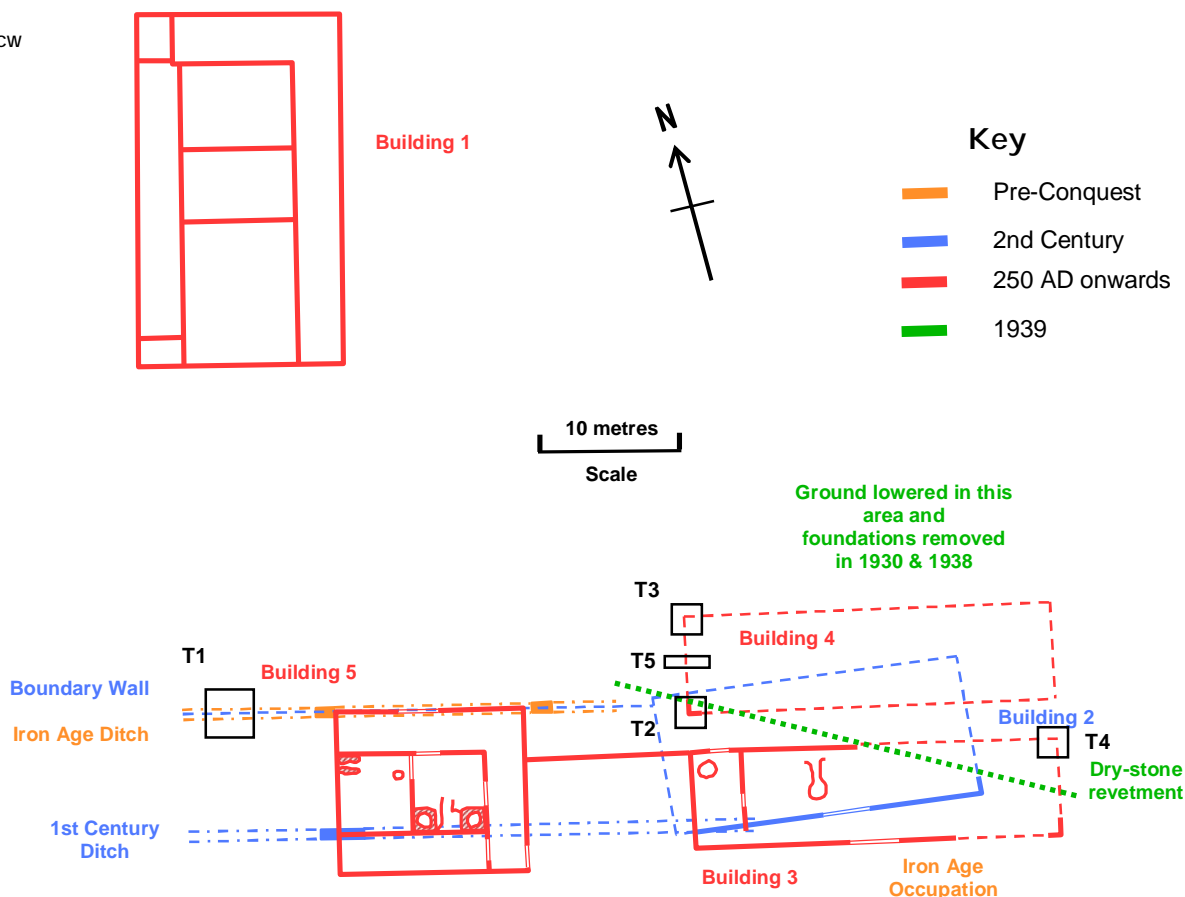 cw
Building 1
N
Key
Pre-Conquest
2nd Century
250 AD onwards
1939
10 metres
Scale
Ground lowered in this
area and
foundations removed
in 1930 & 1938
T3
Building 4
T1
Building 5
T5
Boundary Wall
Iron Age Ditch
T2
Building 2
T4
Dry-stone
revetment
1st Century
Ditch
Building 3
Iron Age
Occupation